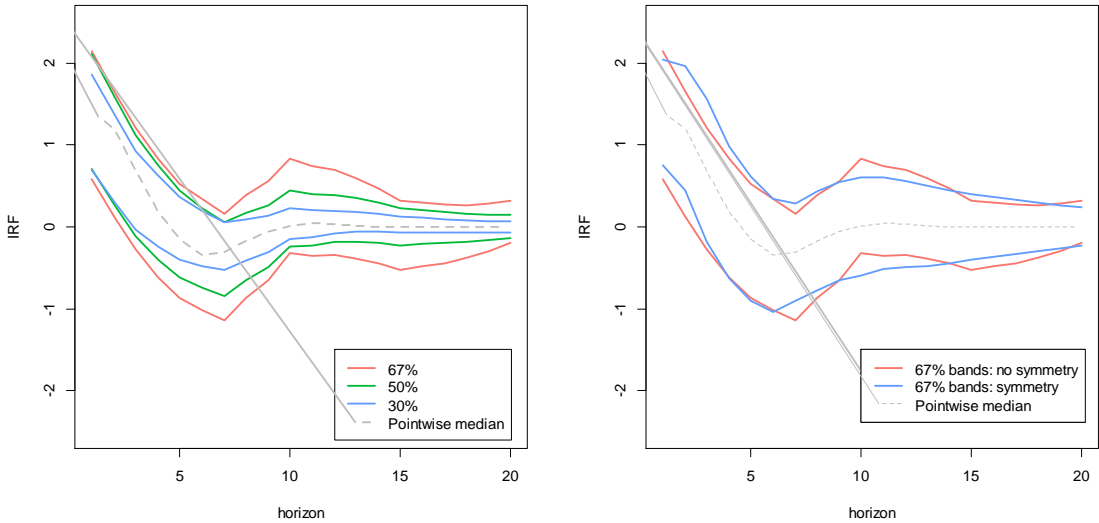 IRF
2
1
0
-1
-2
5
10
15
20
horizon
67%
50%
30%
Pointwise median
IRF
2
1
0
-1
-2
5
10
15
20
horizon
67% bands: no symmetry
67% bands: symmetry
Pointwise median